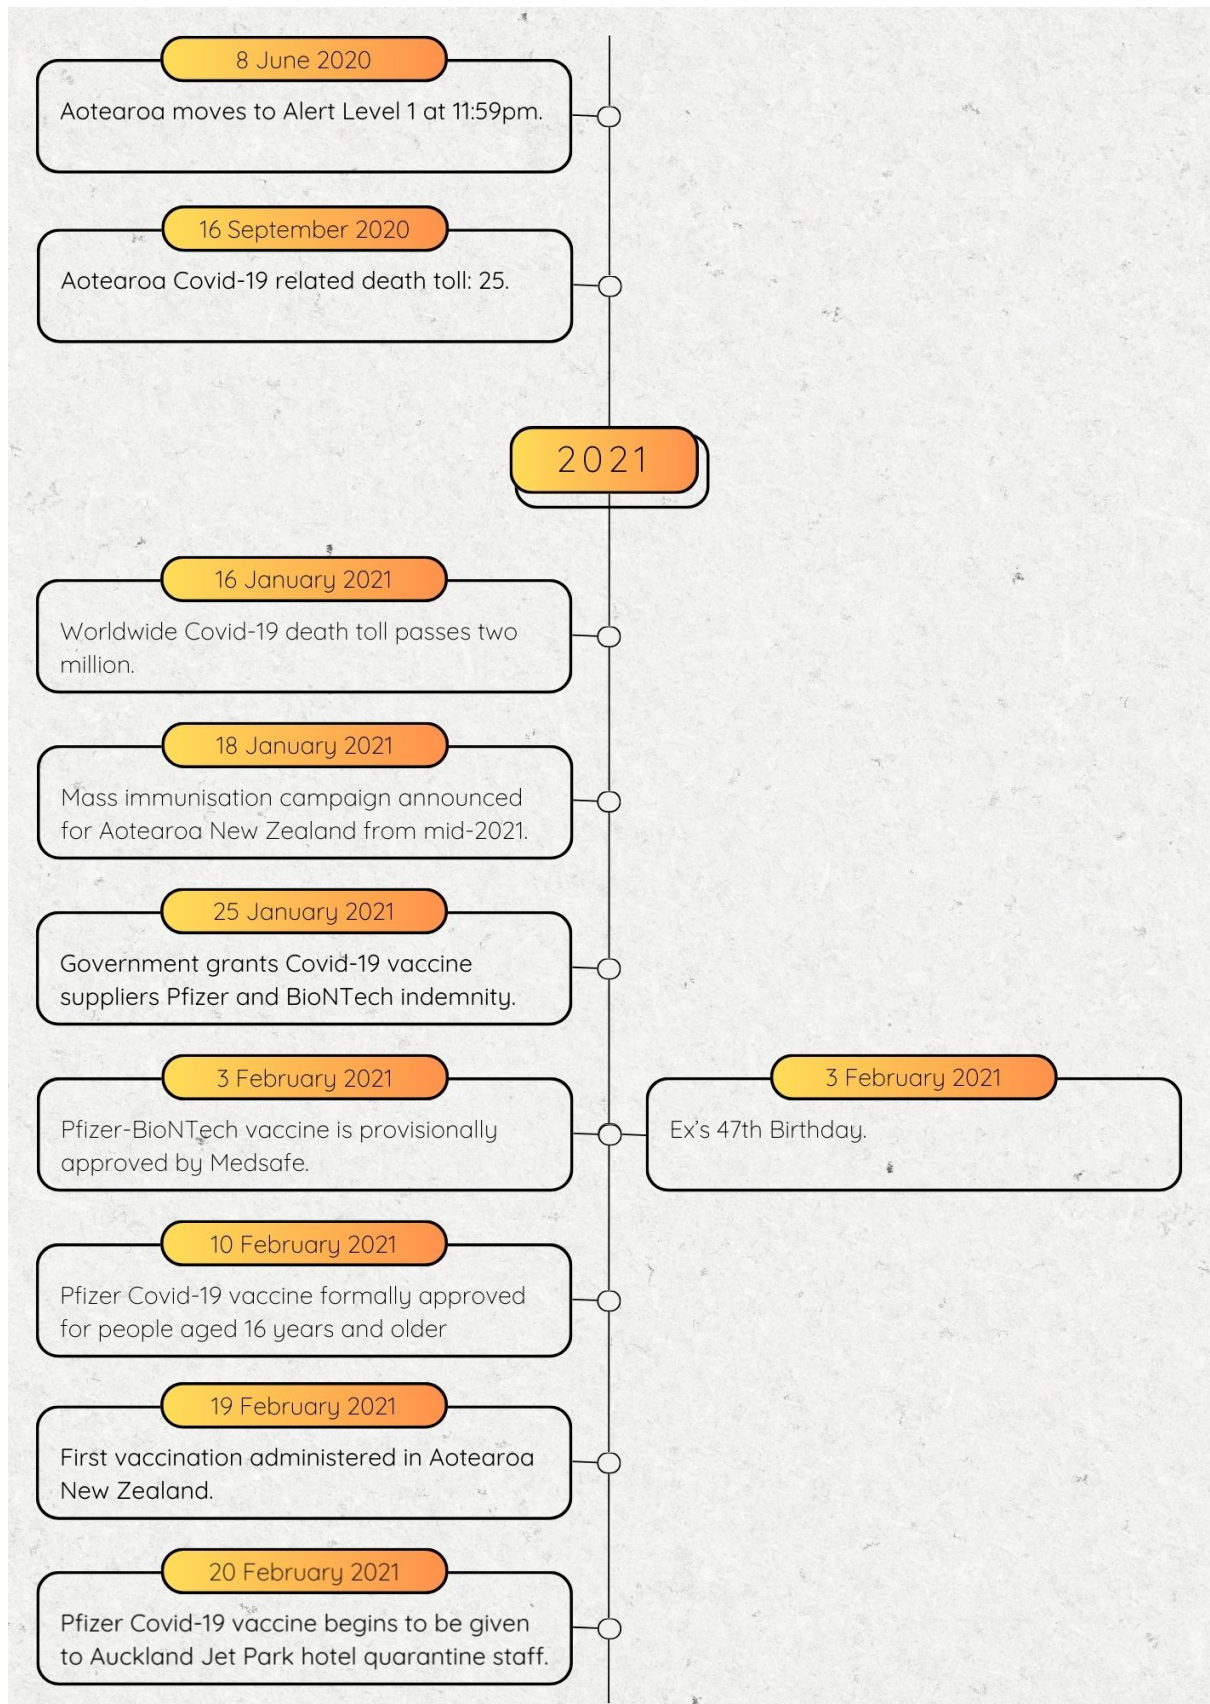 8 June 2020
Aotearoa moves to Alert Level 1 at 11:59pm.
16 September 2020
Aotearoa Covid-19 related death toll: 25.
2021
16 January 2021
Worldwide Covid-19 death toll passes two
million.
18 January 2021
Mass immunisation campaign announced
for Aotearoa New Zealand from mid-2021.
25 January 2021
Government grants Covid-19 vaccine
suppliers Pfizer and BioNTech indemnity.
3 February 2021
Pfizer-BioNTech vaccine is provisionally
approved by Medsafe.
3 February 2021
Ex's 47th Birthday.
10 February 2021
Pfizer Covid-19 vaccine formally approved
for people aged 16 years and older
19 February 2021
First vaccination administered in Aotearoa
New Zealand.
20 February 2021
Pfizer Covid-19 vaccine begins to be given
to Auckland Jet Park hotel quarantine staff.